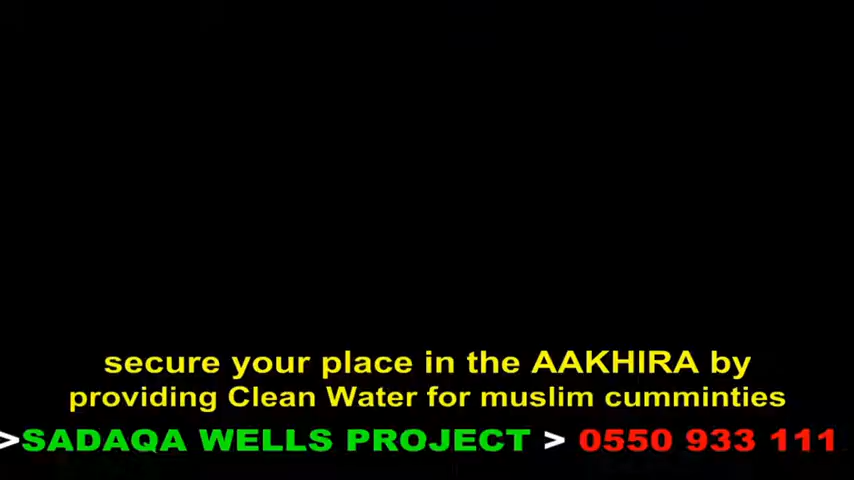 secure your place in the AAKHIRA by
providing Clean Water for muslim cumminties
>SADAQA WELLS PROJECT > 0550 933 111